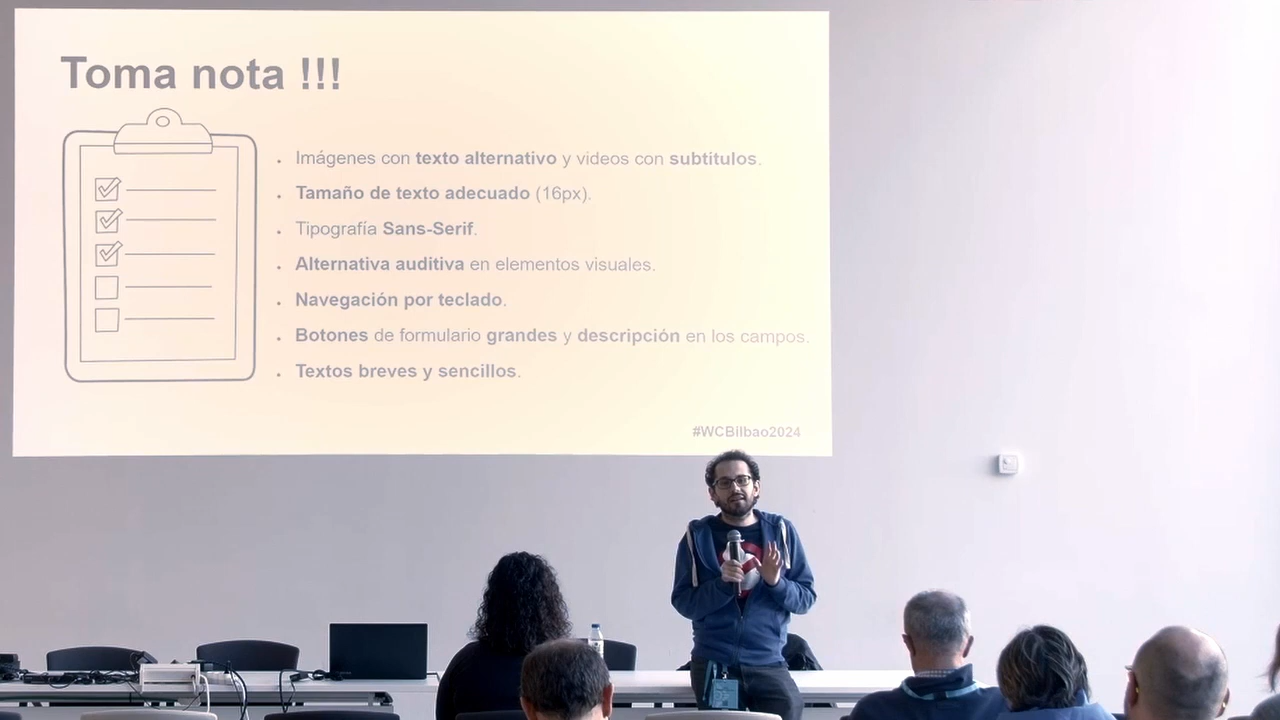 Toma nota !!!
Imágenes con texto alternativo y videos con subtitulos.
Tamaño de texto adecuado (16px).
Tipografía Sans-Serif.
Alternativa auditiva en elementos visuales.
Navegación por teclado.
Botones de formulario grandes y descripción en los campos.
Textos breves y sencillos.
#WCBilbao2024